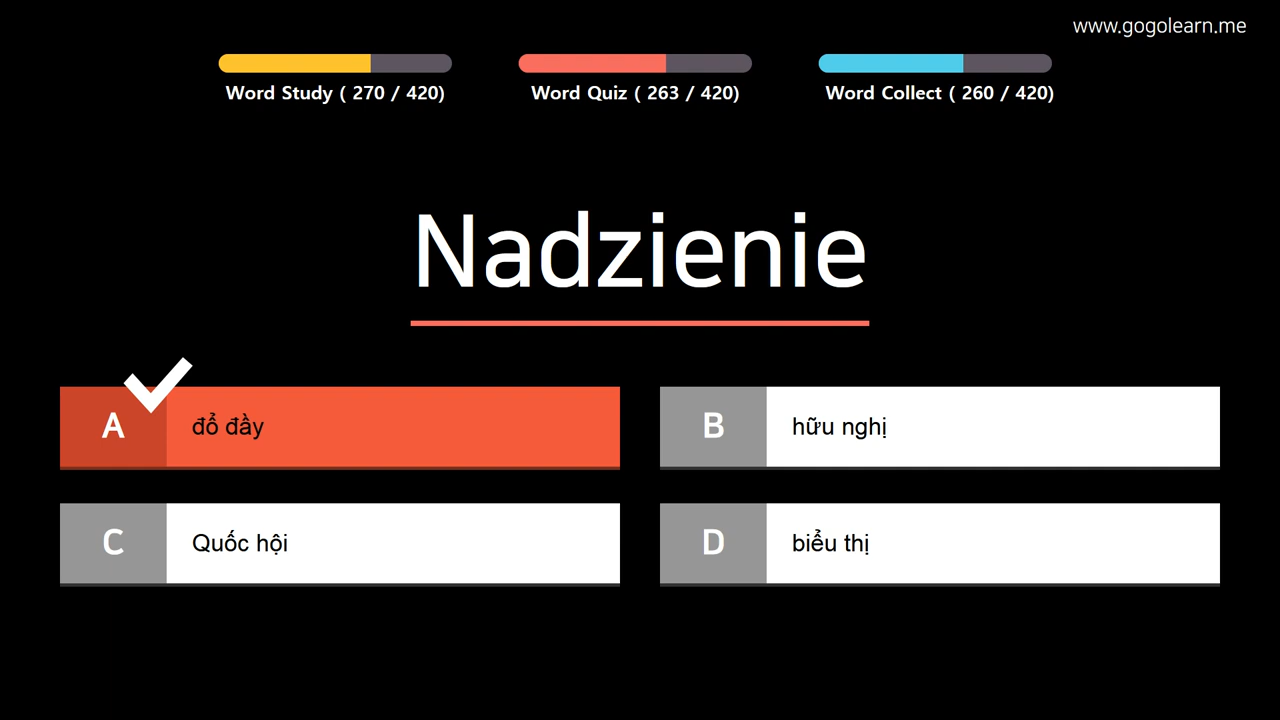 www.gogolearn.me
Word Study ( 270 / 420)
Word Quiz ( 263 / 420)
Word Collect ( 260 / 420)
Nadzienie
A
đổ đầy
B
hữu nghị
C
Quốc hội
D
biểu thị